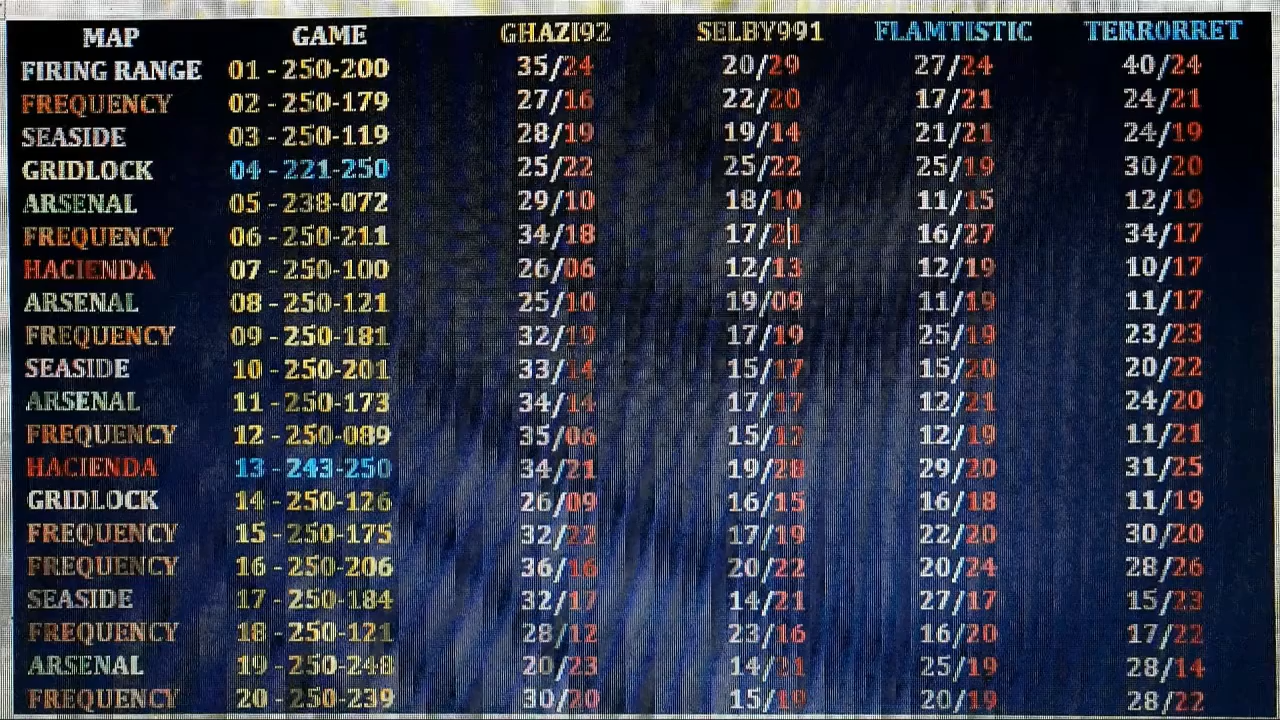 MAP GAME GHAZI92 SELBY991 FLAMTISTIC TERRORRET
FIRING RANGE 01 - 250-200 35/24 20/29 27/24 40/24
FREQUENCY 02 - 250-179 27/16 22/20 17/21 24/21
SEASIDE 03 - 250-119 28/19 19/14 21/21 24/19
GRIDLOCK 04 - 221-250 25/22 25/22 25/19 30/20
ARSENAL 05 - 238-072 29/10 18/10 11/15 12/19
FREQUENCY 06 - 250-211 34/18 17/21 16/27 34/17
HACIENDA 07 - 250-100 26/06 12/13 12/19 10/17
ARSENAL 08 - 250-121 25/10 19/09 11/19 11/17
FREQUENCY 09 - 250-181 32/19 17/19 25/19 23/23
SEASIDE 10 - 250-201 33/14 15/17 15/20 20/22
ARSENAL 11 - 250-173 34/14 17/17 12/21 24/20
FREQUENCY 12 - 250-089 35/06 15/12 12/19 11/21
HACIENDA 13 - 243-250 34/21 19/28 29/20 31/25
GRIDLOCK 14 - 250-126 26/09 16/15 16/18 11/19
FREQUENCY 15 - 250-175 32/22 17/19 22/20 30/20
FREQUENCY 16 - 250-206 36/16 20/22 20/24 28/26
SEASIDE 17 - 250-184 32/17 14/21 27/17 15/23
FREQUENCY 18 - 250-121 28/12 23/16 16/20 17/22
ARSENAL 19 - 250-248 20/23 14/21 25/19 28/14
FREQUENCY 20 - 250-239 30/20 15/19 20/19 28/22